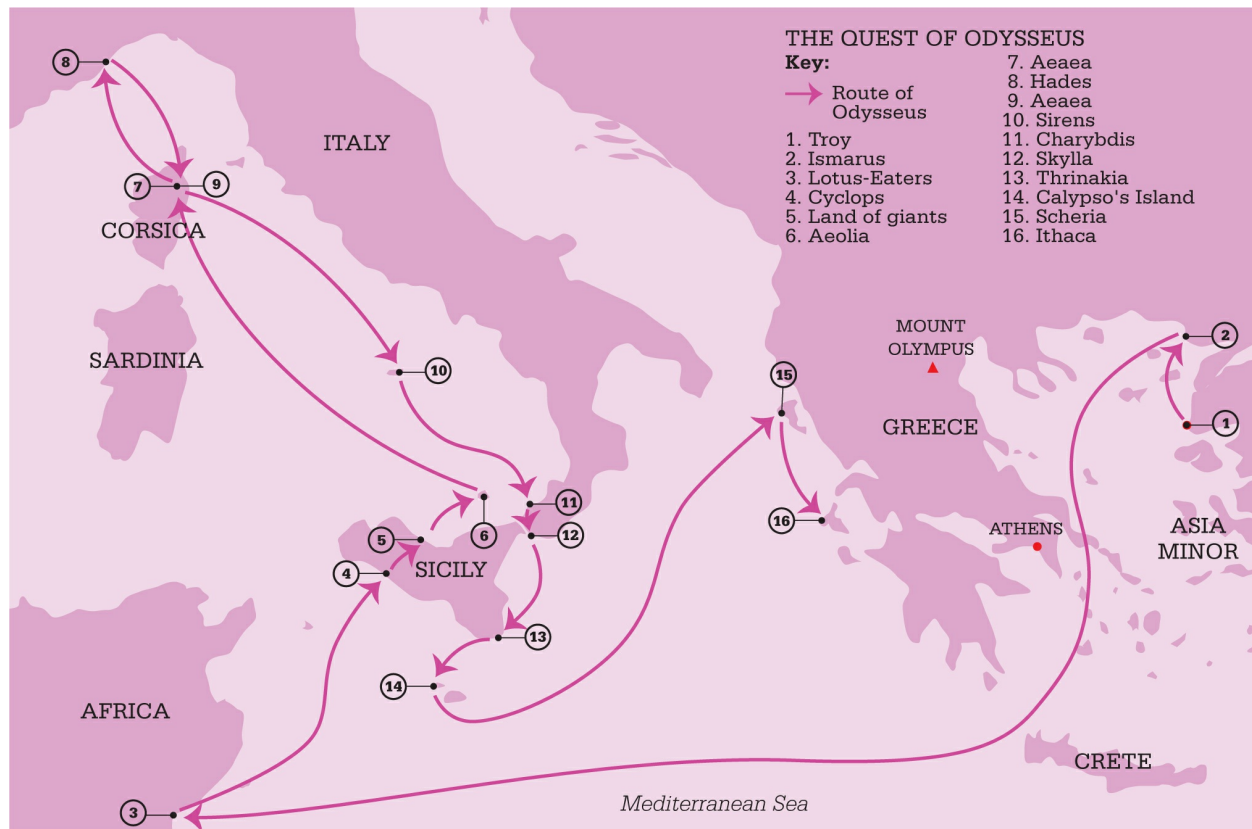 THE QUEST OF ODYSSEUS
Key:
Route of
Odysseus
1. Troy
2. Ismarus
3. Lotus-Eaters
4. Cyclops
5. Land of giants
6. Aeolia
7. Aeaea
8. Hades
9. Aeaea
10. Sirens
11. Charybdis
12. Skylla
13. Thrinakia
14. Calypso's Island
15. Scheria
16. Ithaca
8
ITALY
7
9
CORSICA
SARDINIA
10
15
MOUNT
OLYMPUS
2
GREECE
1
11
6
12
16
5
4
SICILY
ATHENS
ASIA
MINOR
13
14
AFRICA
CRETE
3
Mediterranean Sea